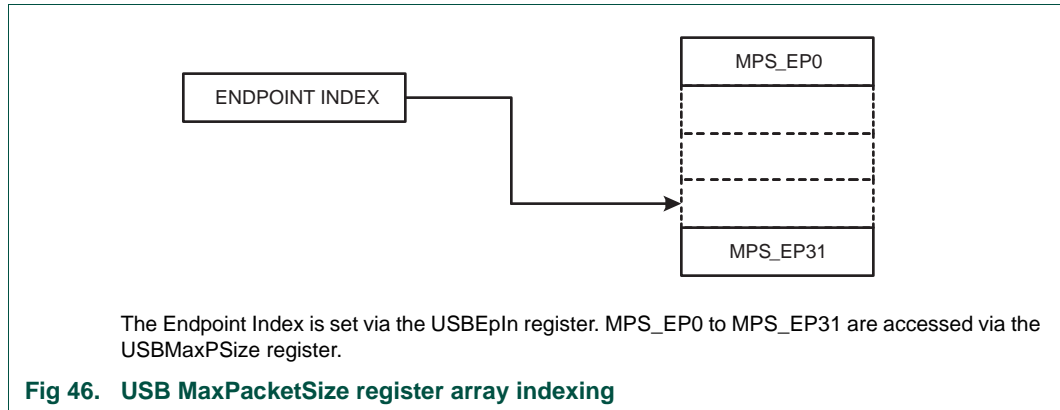 MPS_EP0
ENDPOINT INDEX
MPS_EP31
The Endpoint Index is set via the USBEpIn register. MPS_EP0 to MPS_EP31 are accessed via the
USBMaxPSize register.
Fig 46. USB MaxPacketSize register array indexing